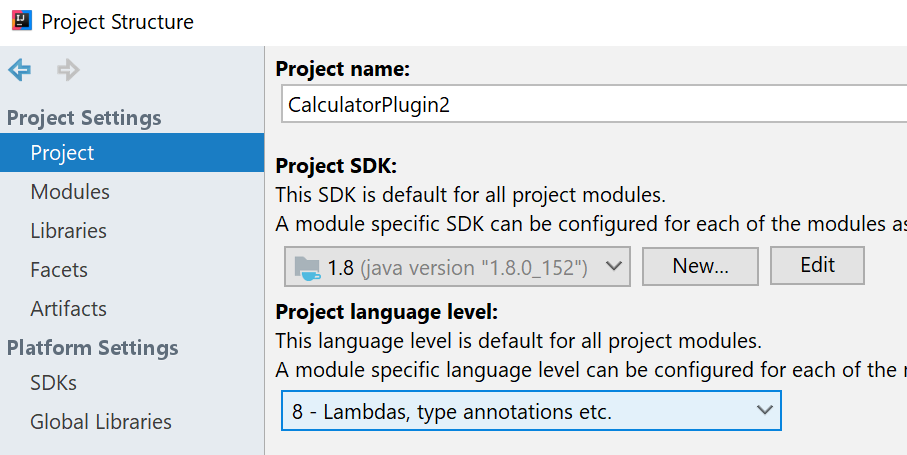 Project Structure
Project Settings
Project
Modules
Libraries
Facets
Artifacts
Platform Settings
SDKs
Global Libraries
Project name:
CalculatorPlugin2
Project SDK:
This SDK is default for all project modules.
A module specific SDK can be configured for each of the modules as
1.8 (java version "1.8.0_152")
New...
Edit
Project language level:
This language level is default for all project modules.
A module specific language level can be configured for each of the
8 - Lambdas, type annotations etc.